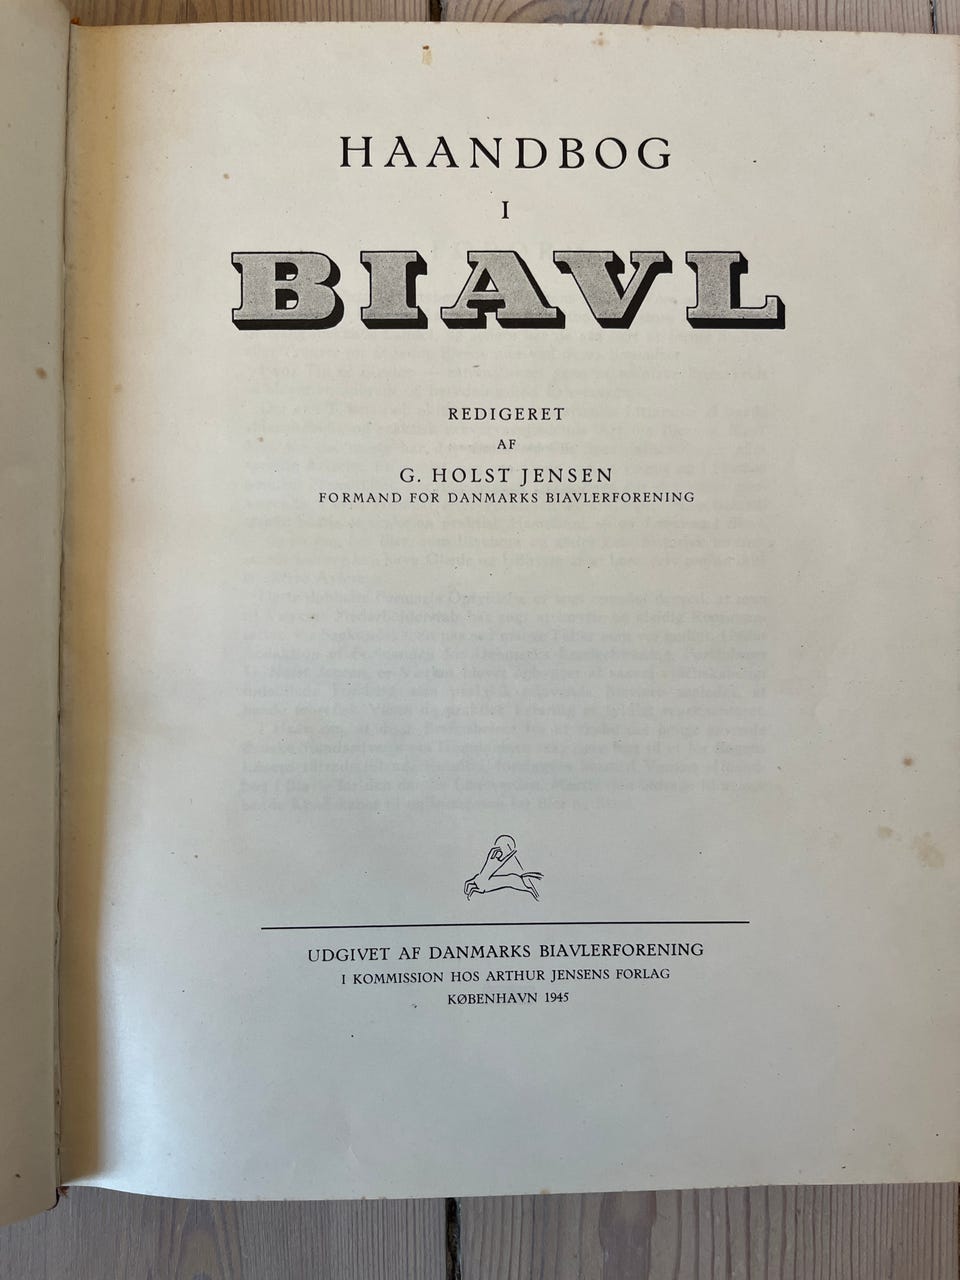 HAANDBOG
I
BIAVL
REDIGERET
AF
G. HOLST JENSEN
FORMAND FOR DANMARKS BIAVLERFORENING
UDGIVET AF DANMARKS BIAVLERFORENING
I KOMMISSION HOS ARTHUR JENSENS FORLAG
KØBENHAVN 1945